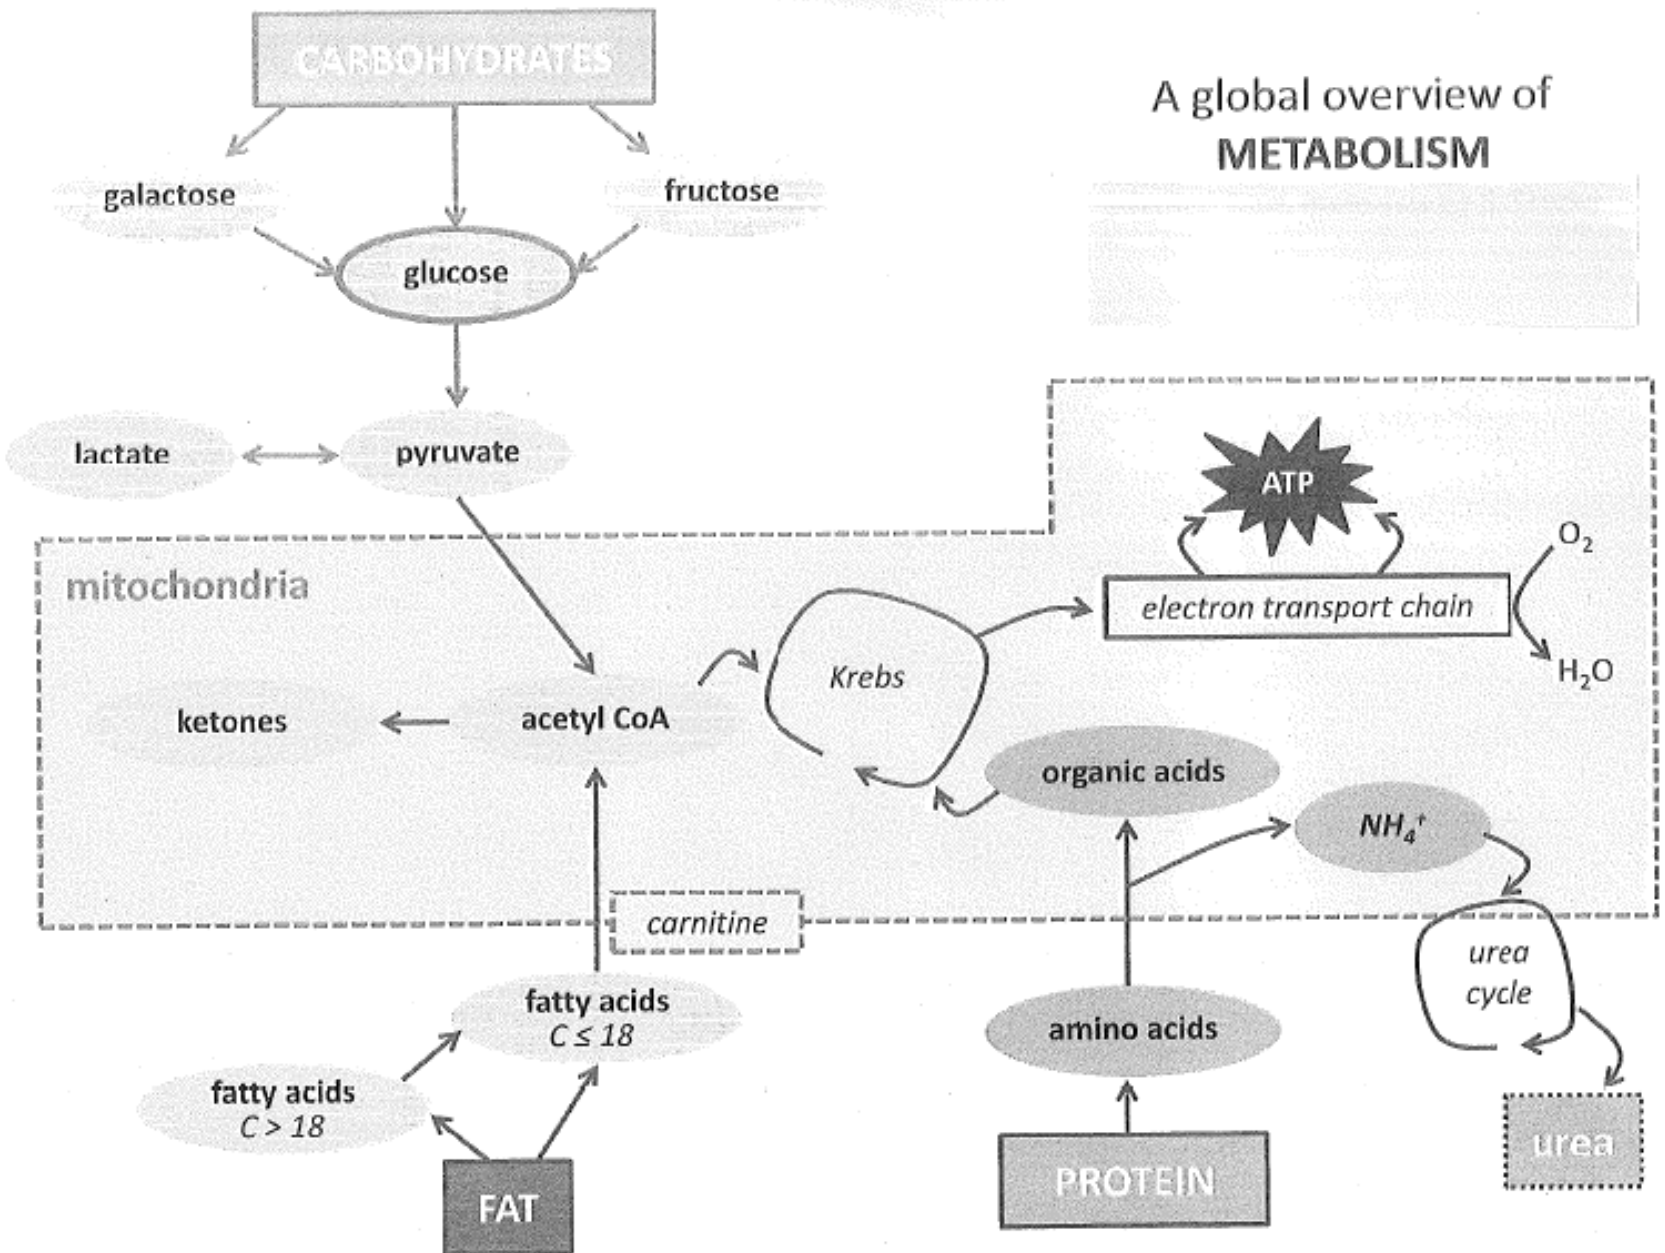 CARBOHYDRATES
A global overview of
METABOLISM
galactose
fructose
glucose
lactate
pyruvate
ATP
O₂
mitochondria
electron transport chain
H₂O
Krebs
ketones
acetyl CoA
organic acids
NH₄⁺
carnitine
urea
cycle
fatty acids
C ≤ 18
amino acids
fatty acids
C > 18
urea
PROTEIN
FAT